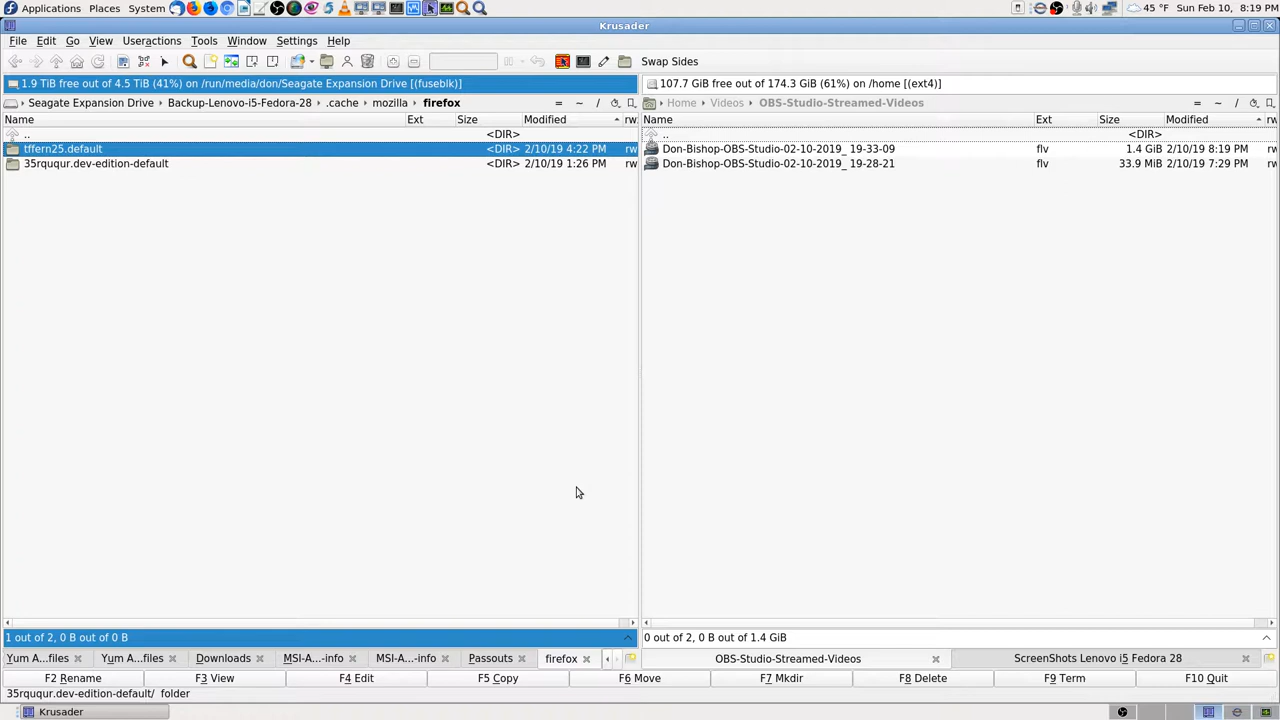 Applications Places System 45 °F Sun Feb 10, 8:19 PM
Krusader
File Edit Go View Useractions Tools Window Settings Help
Swap Sides
1.9 TiB free out of 4.5 TiB (41%) on /run/media/don/Seagate Expansion Drive [(fuseblk)]
107.7 GiB free out of 174.3 GiB (61%) on /home [(ext4)]
Seagate Expansion Drive Backup-Lenovo-i5-Fedora-28 .cache mozilla firefox = ~ /
Home Videos OBS-Studio-Streamed-Videos = ~ /
Name Ext Size Modified rw
Name Ext Size Modified rw
.. <DIR>
.. <DIR>
tffern25.default <DIR> 2/10/19 4:22 PM rw
Don-Bishop-OBS-Studio-02-10-2019_ 19-33-09 flv 1.4 GiB 2/10/19 8:19 PM rw
35rququr.dev-edition-default <DIR> 2/10/19 1:26 PM rw
Don-Bishop-OBS-Studio-02-10-2019_ 19-28-21 flv 33.9 MiB 2/10/19 7:29 PM rw
1 out of 2, 0 B out of 0 B
0 out of 2, 0 B out of 1.4 GiB
Yum A...files Yum A...files Downloads MSI-A...-info MSI-A...-info Passouts firefox
OBS-Studio-Streamed-Videos ScreenShots Lenovo i5 Fedora 28
F2 Rename F3 View F4 Edit F5 Copy F6 Move F7 Mkdir F8 Delete F9 Term F10 Quit
35rququr.dev-edition-default/ folder
Krusader